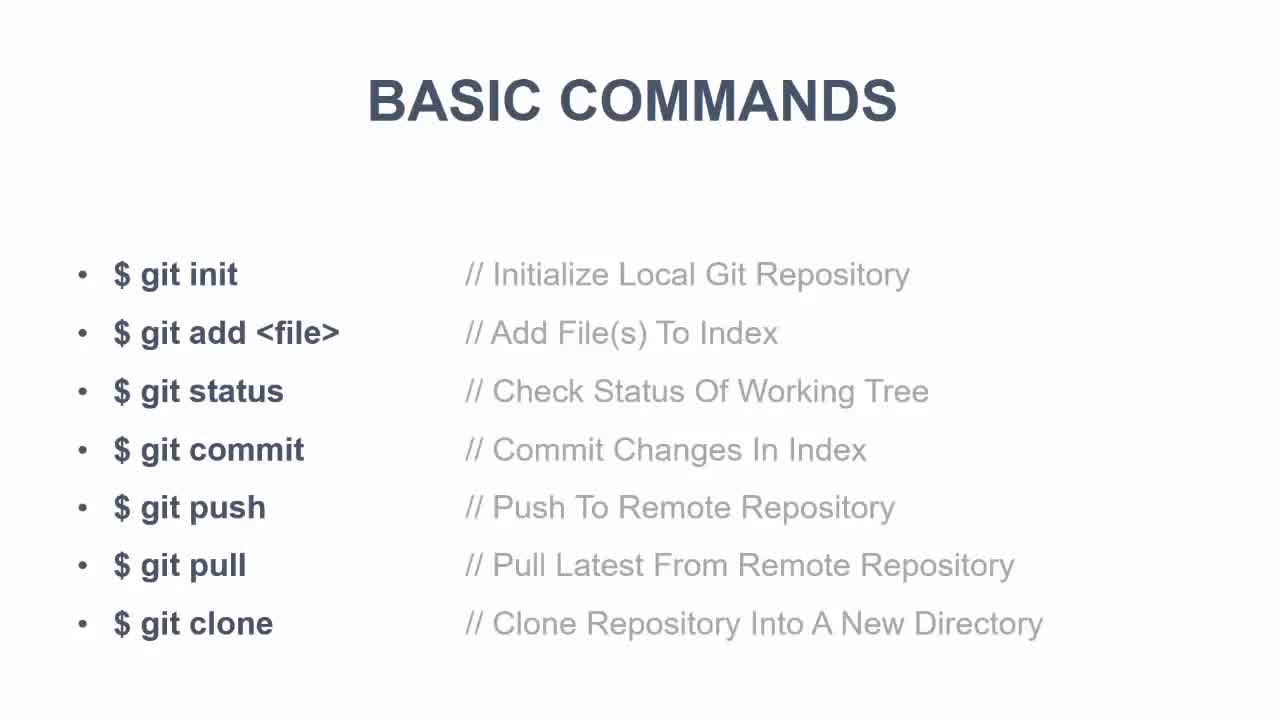 BASIC COMMANDS
• $ git init // Initialize Local Git Repository
• $ git add <file> // Add File(s) To Index
• $ git status // Check Status Of Working Tree
• $ git commit // Commit Changes In Index
• $ git push // Push To Remote Repository
• $ git pull // Pull Latest From Remote Repository
• $ git clone // Clone Repository Into A New Directory